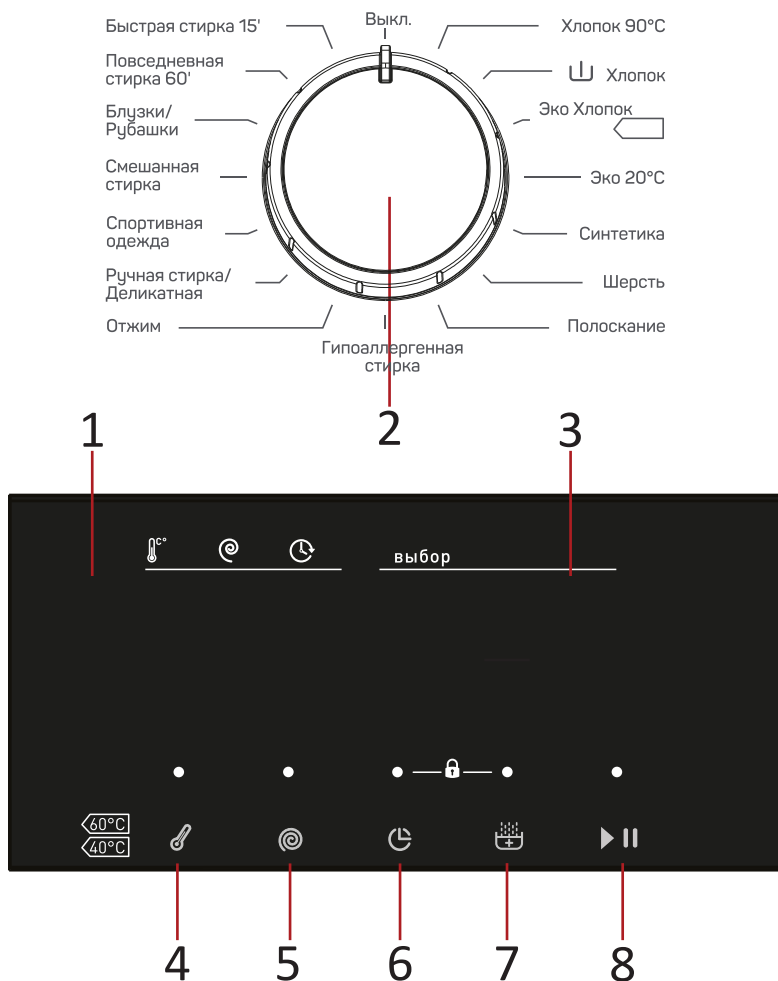 Выкл.
Быстрая стирка 15'
Повседневная
стирка 60'
Блузки/
Рубашки
Смешанная
стирка
Спортивная
одежда
Ручная стирка/
Деликатная
Отжим
Хлопок 90°C
Хлопок
Эко Хлопок
Эко 20°C
Синтетика
Шерсть
Полоскание
Гипоаллергенная
стирка
1
2
3
C°
выбор
60°C
40°C
4
5
6
7
8